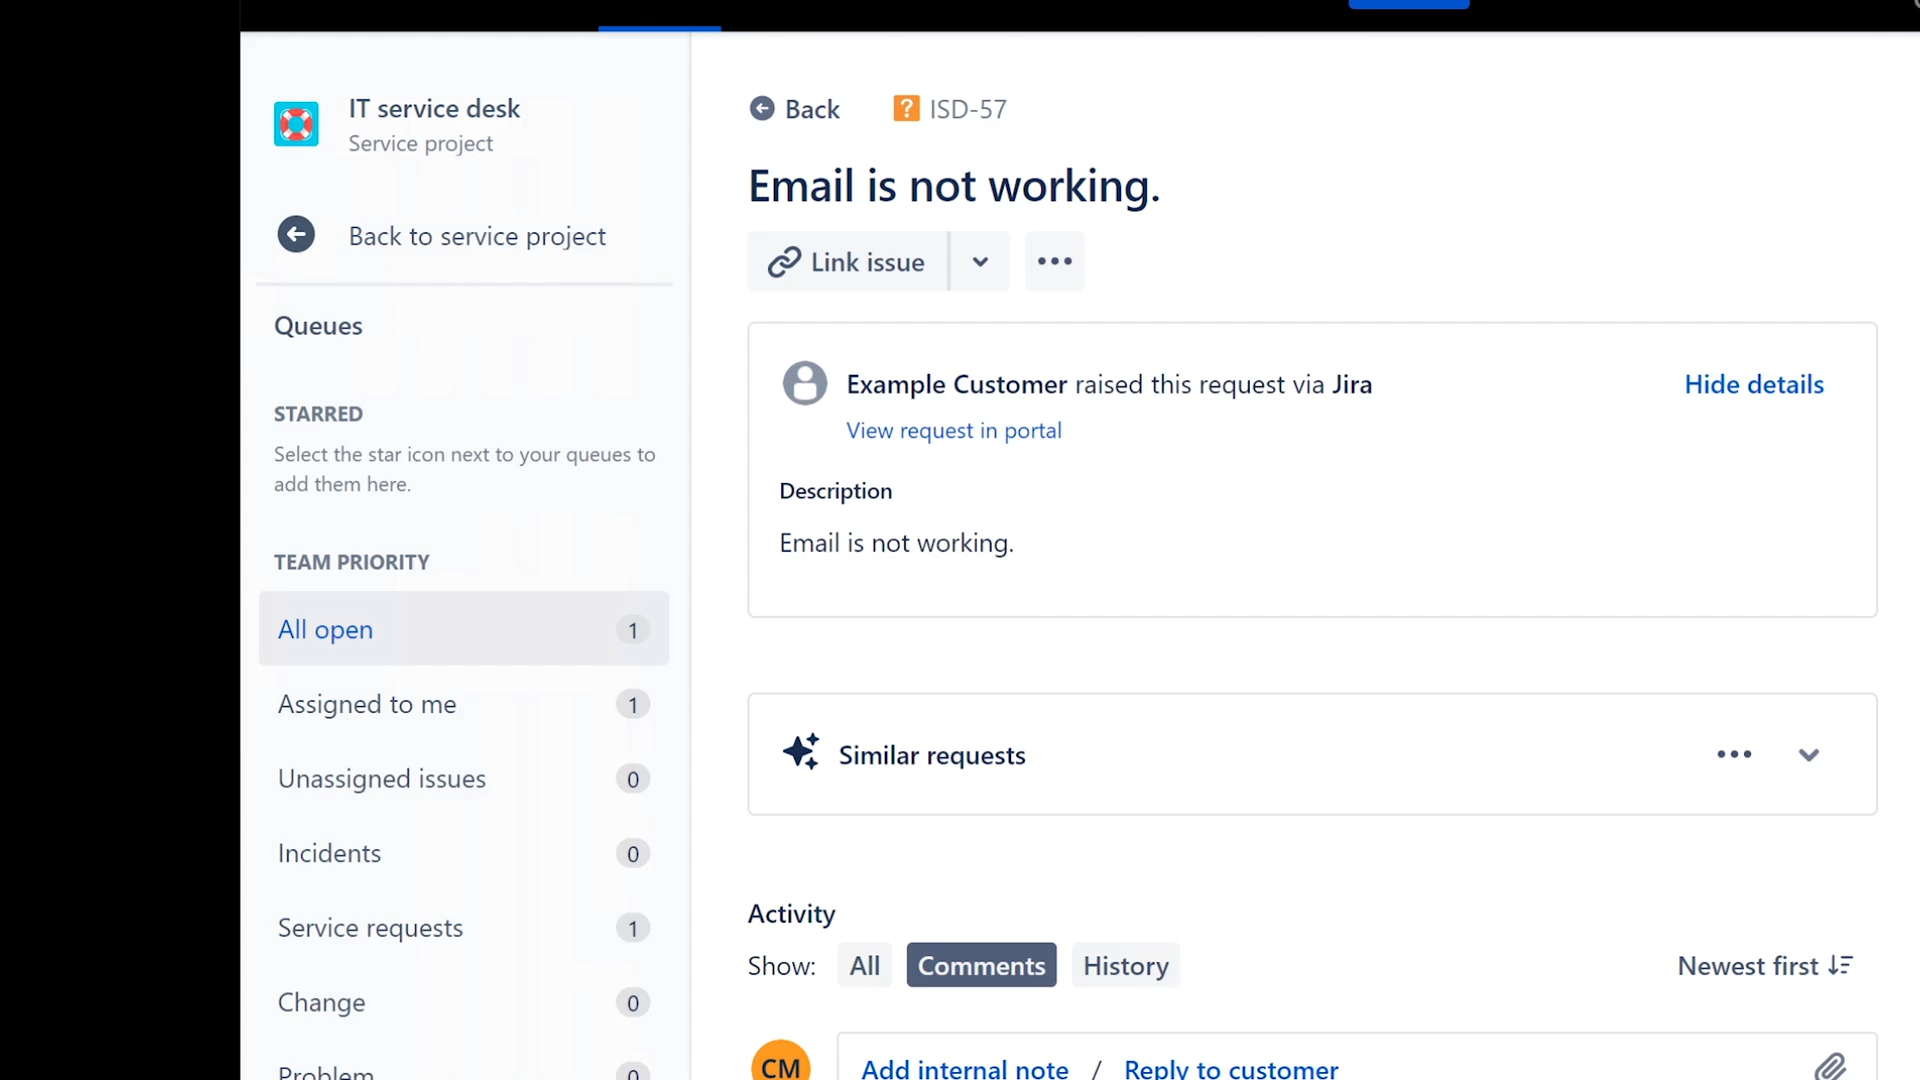 IT service desk
Service project
Back to service project
Queues
STARRED
Select the star icon next to your queues to
add them here.
TEAM PRIORITY
All open 1
Assigned to me 1
Unassigned issues 0
Incidents 0
Service requests 1
Change 0
Problem 0
Back ? ISD-57
Email is not working.
Link issue
Example Customer raised this request via Jira Hide details
View request in portal
Description
Email is not working.
Similar requests
Activity
Show: All Comments History Newest first
CM Add internal note / Reply to customer